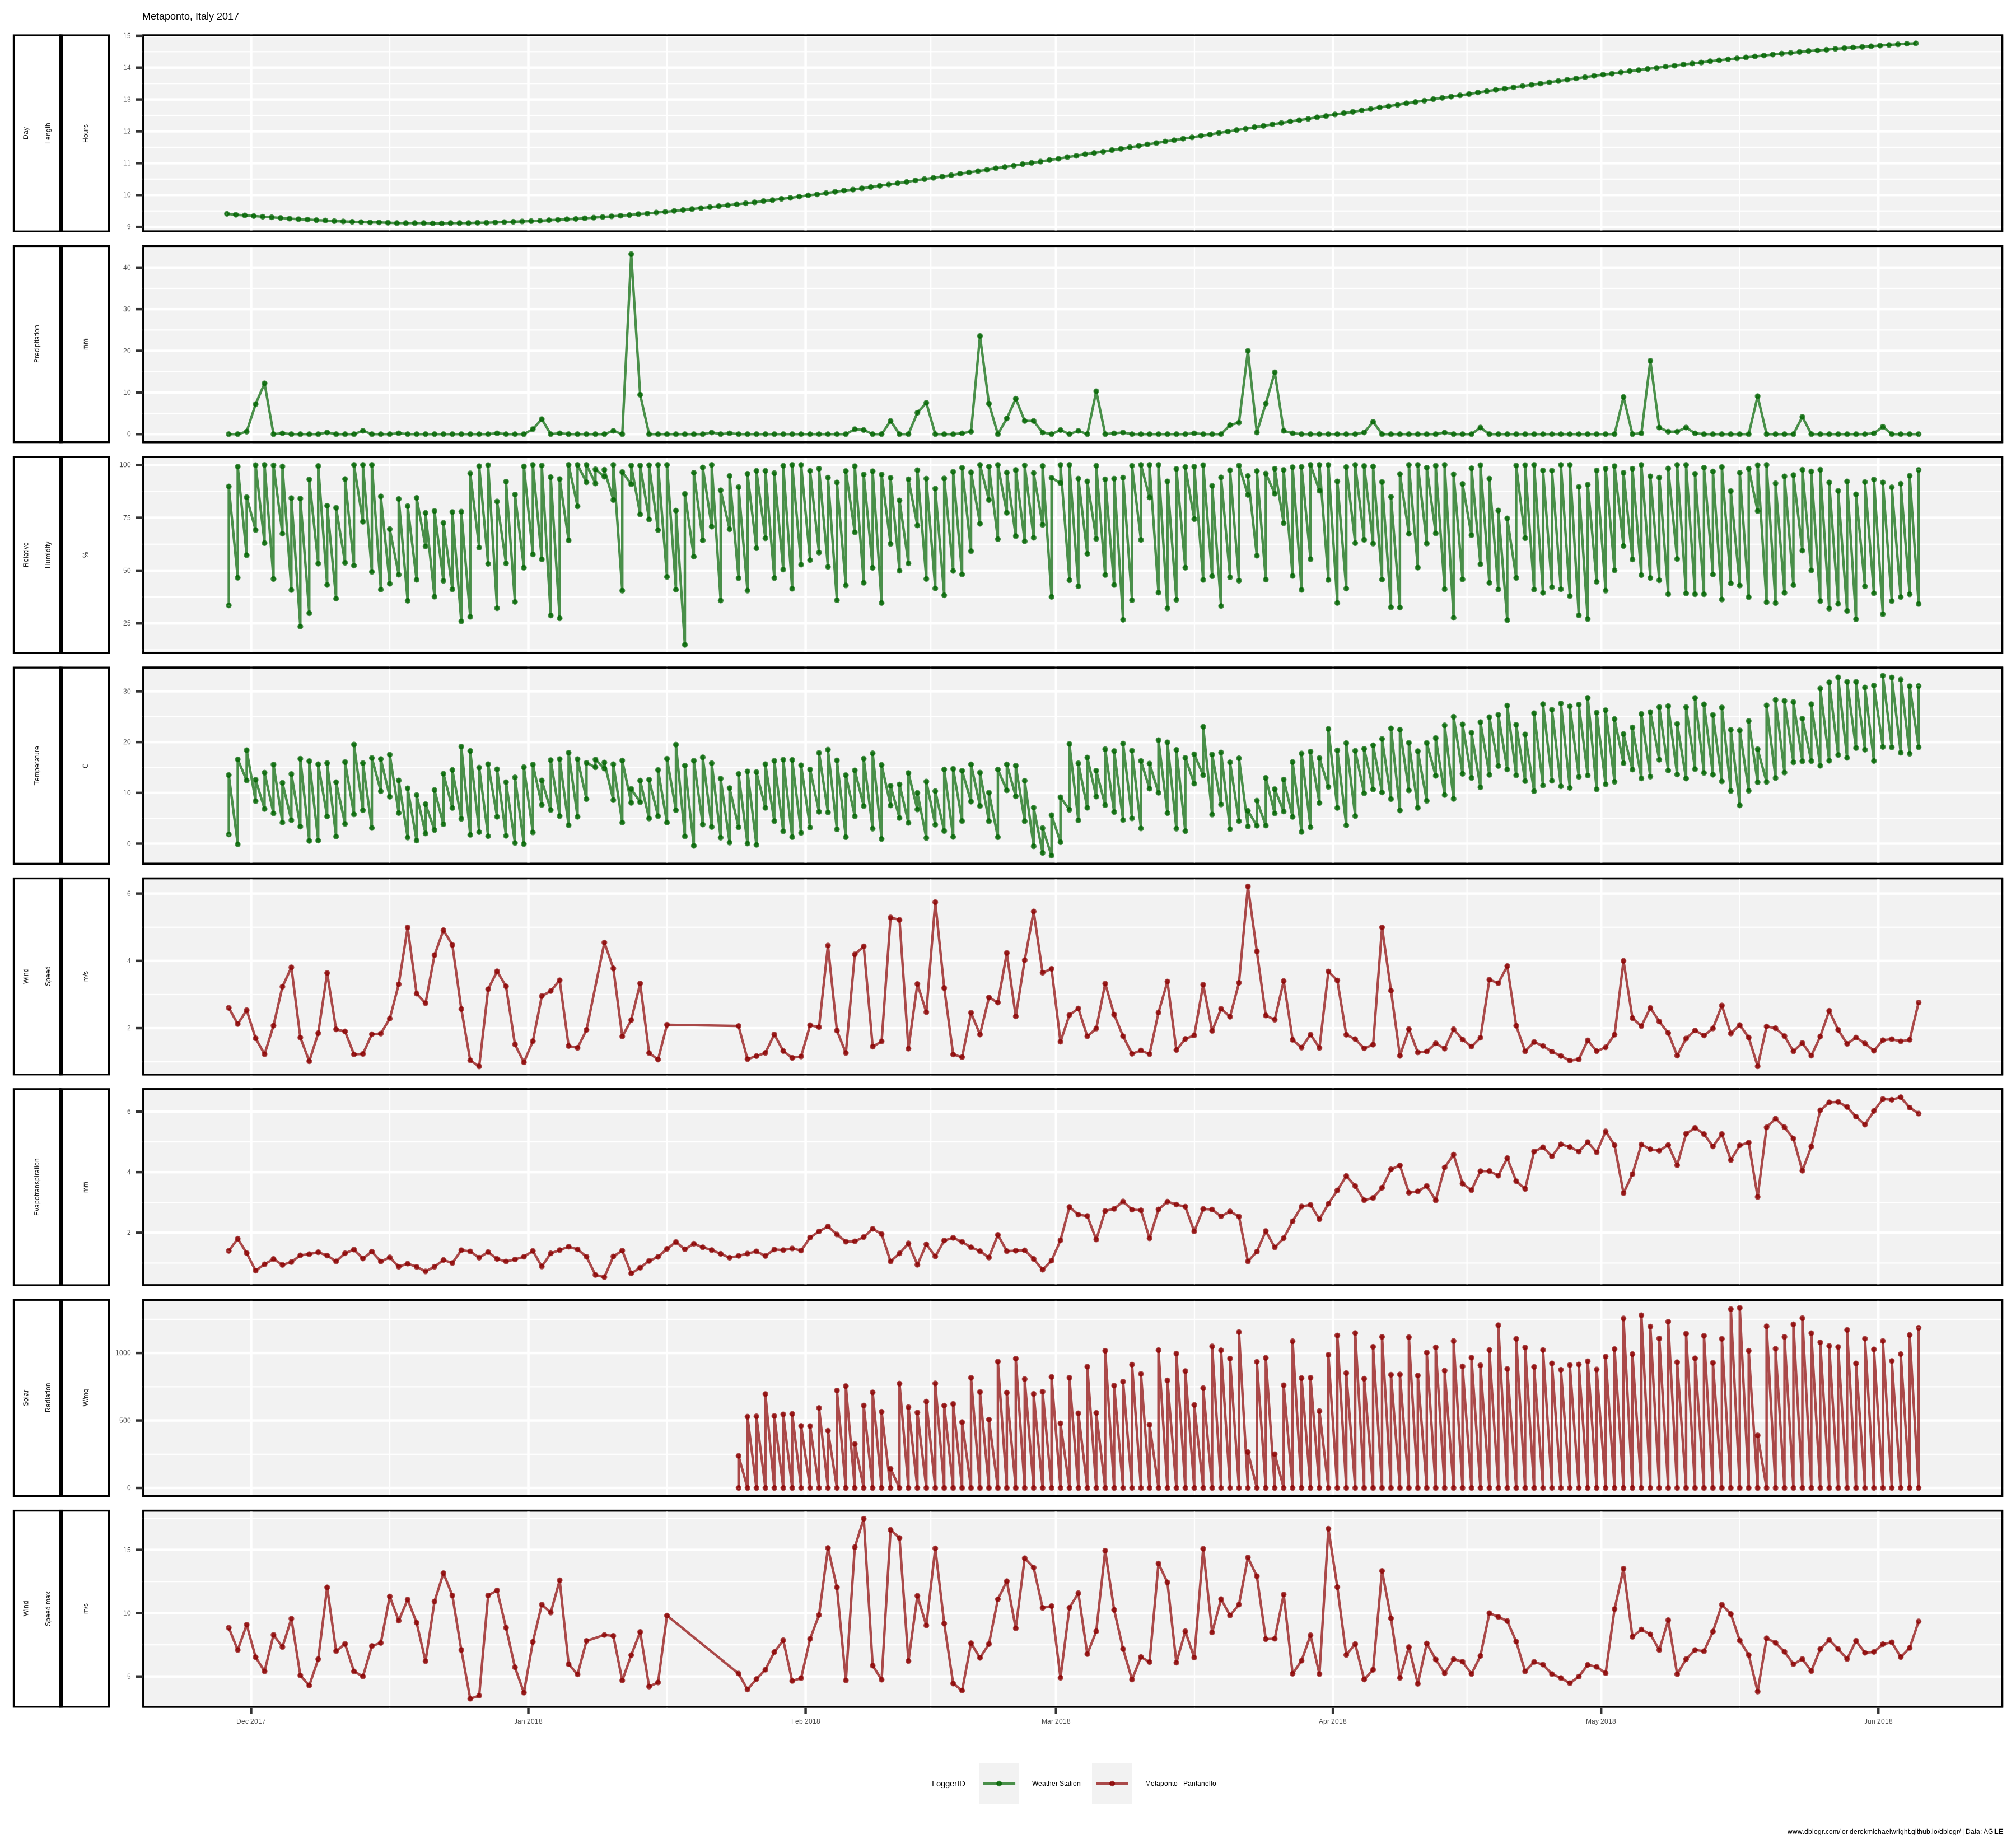 Metaponto, Italy 2017
Day
Length
Hours
15
14
13
12
11
10
9
Precipitation
mm
40
30
20
10
0
Relative
Humidity
%
100
75
50
25
Temperature
C
30
20
10
0
Wind
Speed
m/s
6
4
2
Evapotranspiration
mm
6
4
2
Solar
Radiation
W/mq
1000
500
0
Wind
Speed max
m/s
15
10
5
Dec 2017 Jan 2018 Feb 2018 Mar 2018 Apr 2018 May 2018 Jun 2018
LoggerID Weather Station Metaponto - Pantanello
www.dblogr.com/ or derekmichaelwright.github.io/dblogr/ | Data: AGILE